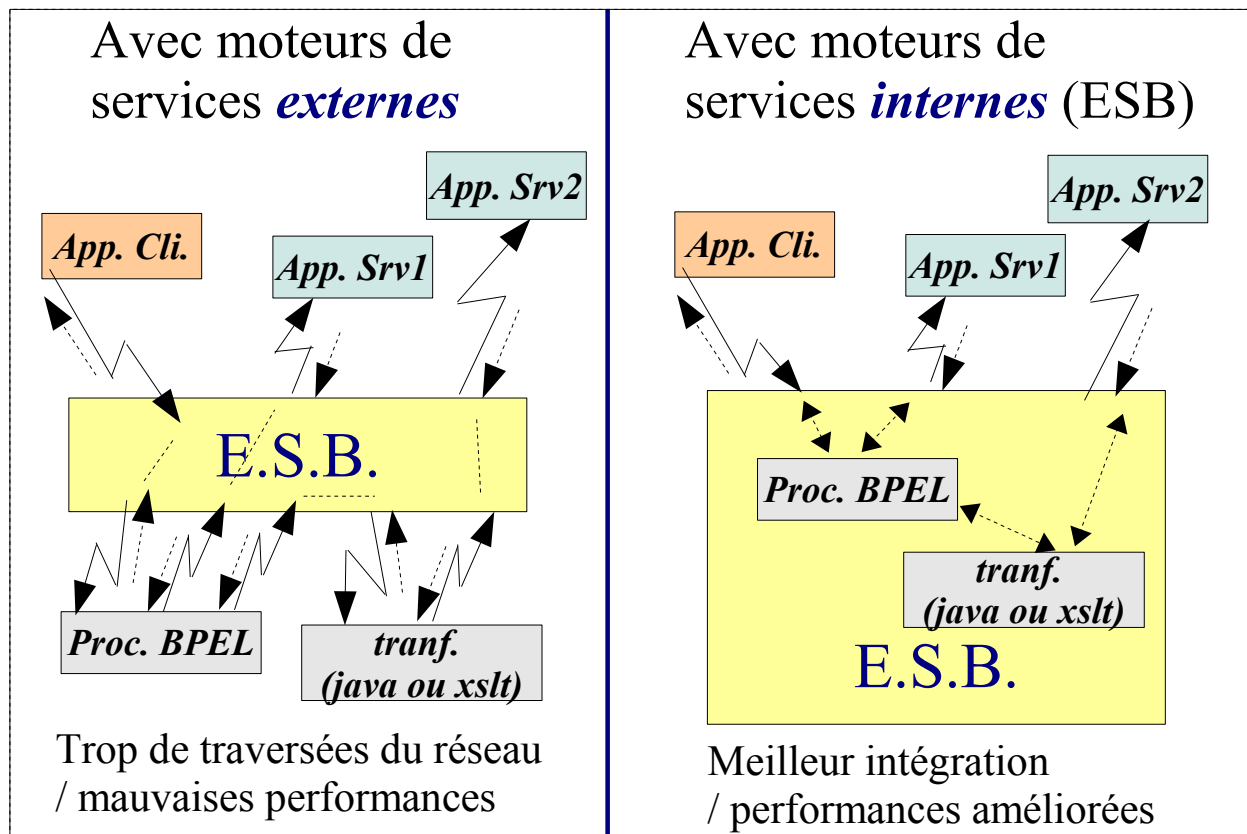 Avec moteurs de
services externes
App. Srv2
App. Cli.
App. Srv1
E.S.B.
Proc. BPEL
tranf.
(java ou xslt)
Trop de traversées du réseau
/ mauvaises performances
Avec moteurs de
services internes (ESB)
App. Srv2
App. Cli.
App. Srv1
Proc. BPEL
tranf.
(java ou xslt)
E.S.B.
Meilleur intégration
/ performances améliorées